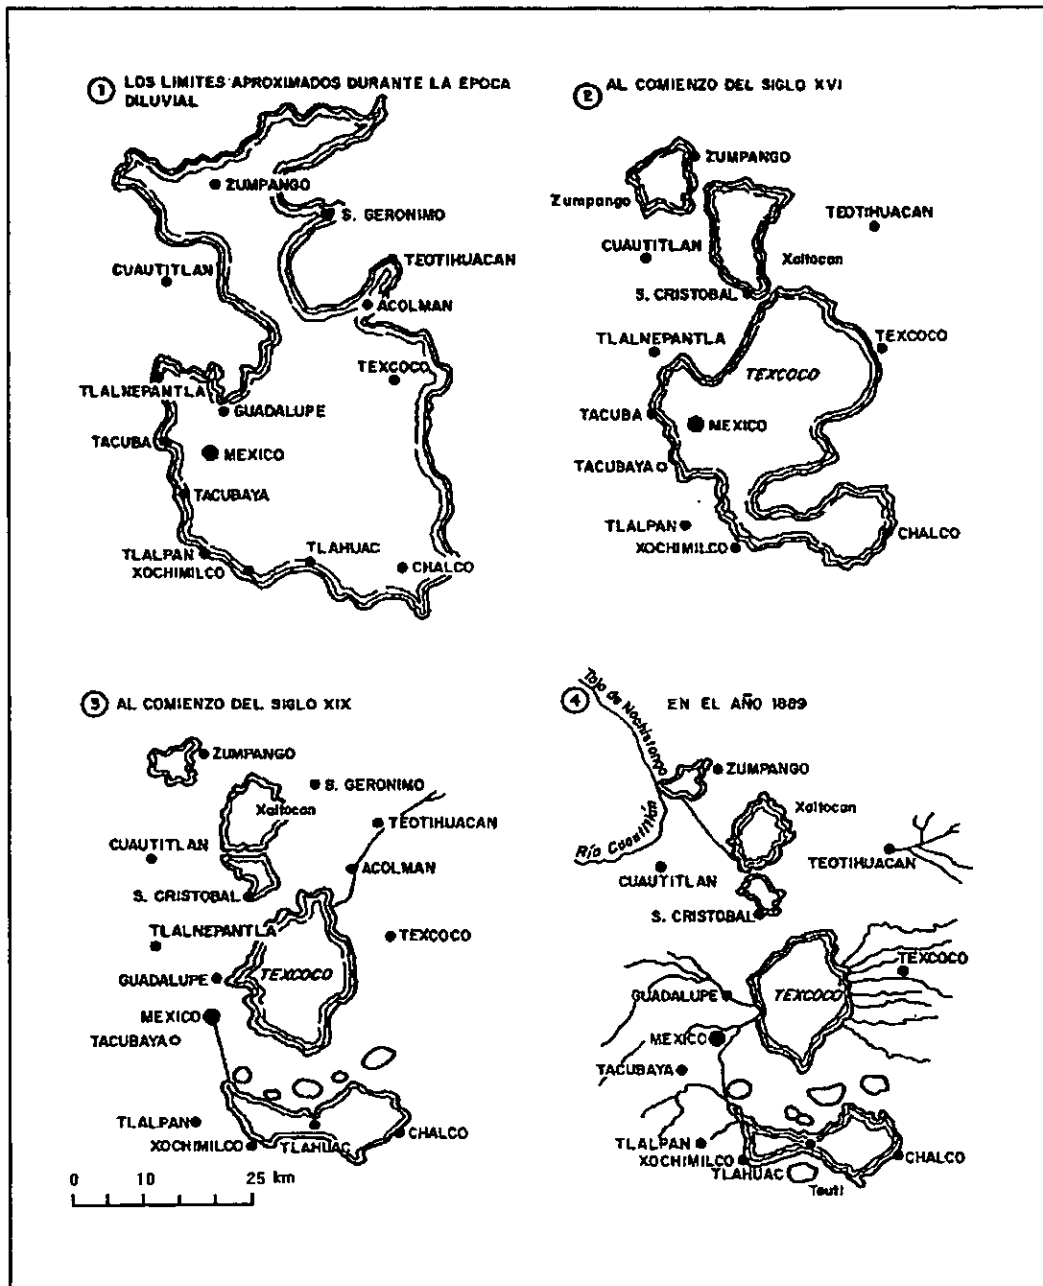 1 LOS LIMITES APROXIMADOS DURANTE LA EPOCA
DILUVIAL
ZUMPANGO
S. GERONIMO
CUAUTITLAN
TEOTIHUACAN
ACOLMAN
TEXCOCO
TLALNEPANTLA
GUADALUPE
TACUBA
MEXICO
TACUBAYA
TLALPAN
TLAHUAC
XOCHIMILCO
CHALCO
2 AL COMIENZO DEL SIGLO XVI
ZUMPANGO
Zumpango
TEOTIHUACAN
CUAUTITLAN
Xaltocan
S. CRISTOBAL
TLALNEPANTLA
TEXCOCO
TEXCOCO
TACUBA
MEXICO
TACUBAYA
TLALPAN
XOCHIMILCO
CHALCO
3 AL COMIENZO DEL SIGLO XIX
ZUMPANGO
S. GERONIMO
Xaltocan
TEOTIHUACAN
CUAUTITLAN
ACOLMAN
S. CRISTOBAL
TLALNEPANTLA
TEXCOCO
GUADALUPE
TEXCOCO
MEXICO
TACUBAYA
TLALPAN
CHALCO
XOCHIMILCO
TLAHUAC
0 10 25 km
4 EN EL AÑO 1889
Tajo de Nochistongo
ZUMPANGO
Xaltocan
Río Cuautitlán
TEOTIHUACAN
CUAUTITLAN
S. CRISTOBAL
TEXCOCO
GUADALUPE
TEXCOCO
MEXICO
TACUBAYA
TLALPAN
XOCHIMILCO
CHALCO
TLAHUAC
Teutl